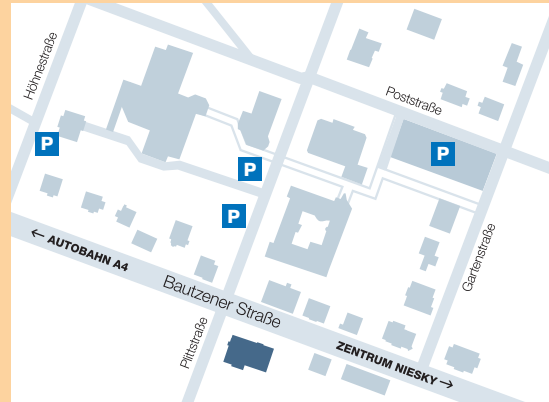 Höhnestraße
Poststraße
P
P
P
P
Gartenstraße
← AUTOBAHN A4
Bautzener Straße
Plittstraße
ZENTRUM NIESKY →